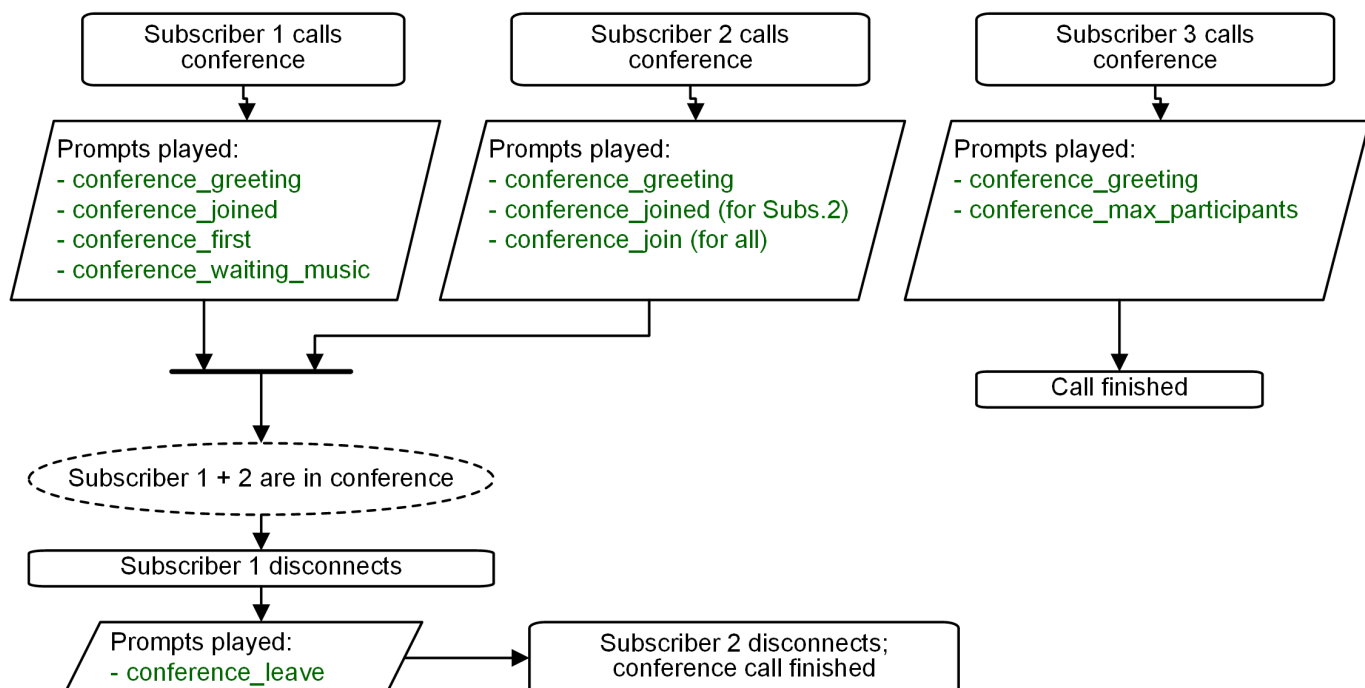 Subscriber 1 calls
conference
Subscriber 2 calls
conference
Subscriber 3 calls
conference
Prompts played:
- conference_greeting
- conference_joined
- conference_first
- conference_waiting_music
Prompts played:
- conference_greeting
- conference_joined (for Subs.2)
- conference_join (for all)
Prompts played:
- conference_greeting
- conference_max_participants
Call finished
Subscriber 1 + 2 are in conference
Subscriber 1 disconnects
Prompts played:
- conference_leave
Subscriber 2 disconnects;
conference call finished